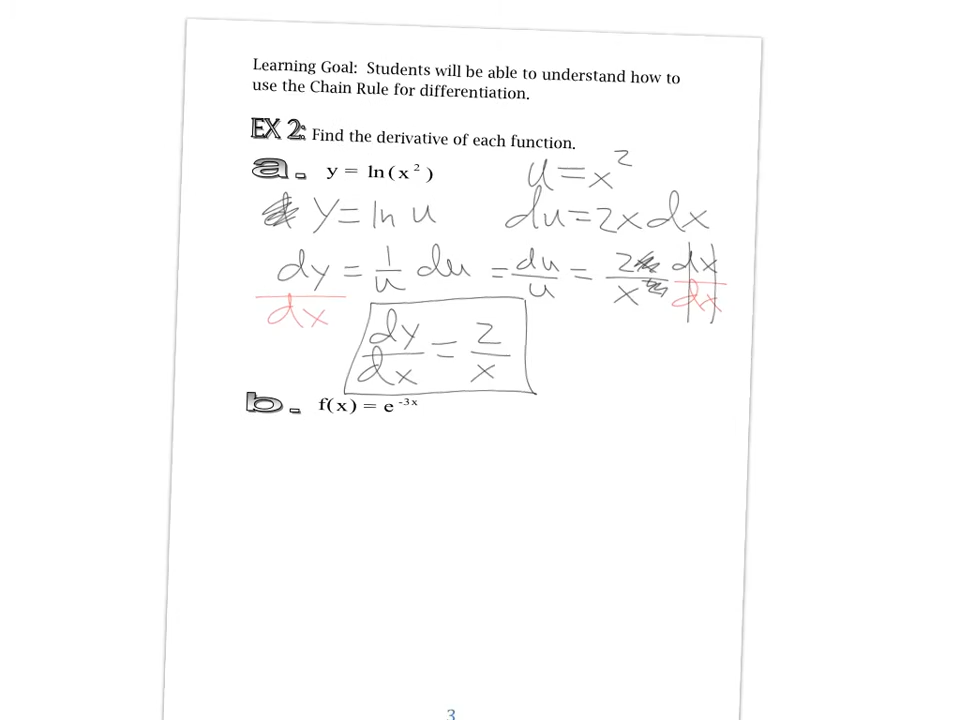 Learning Goal: Students will be able to understand how to
use the Chain Rule for differentiation.
EX 2: Find the derivative of each function.
a. y = ln(x²)
u = x²
y = ln u
du = 2x dx
dy/dx = 1/u du = du/u = 2/x dx/dx
dy/dx = 2/x
b. f(x) = e⁻³ˣ
3